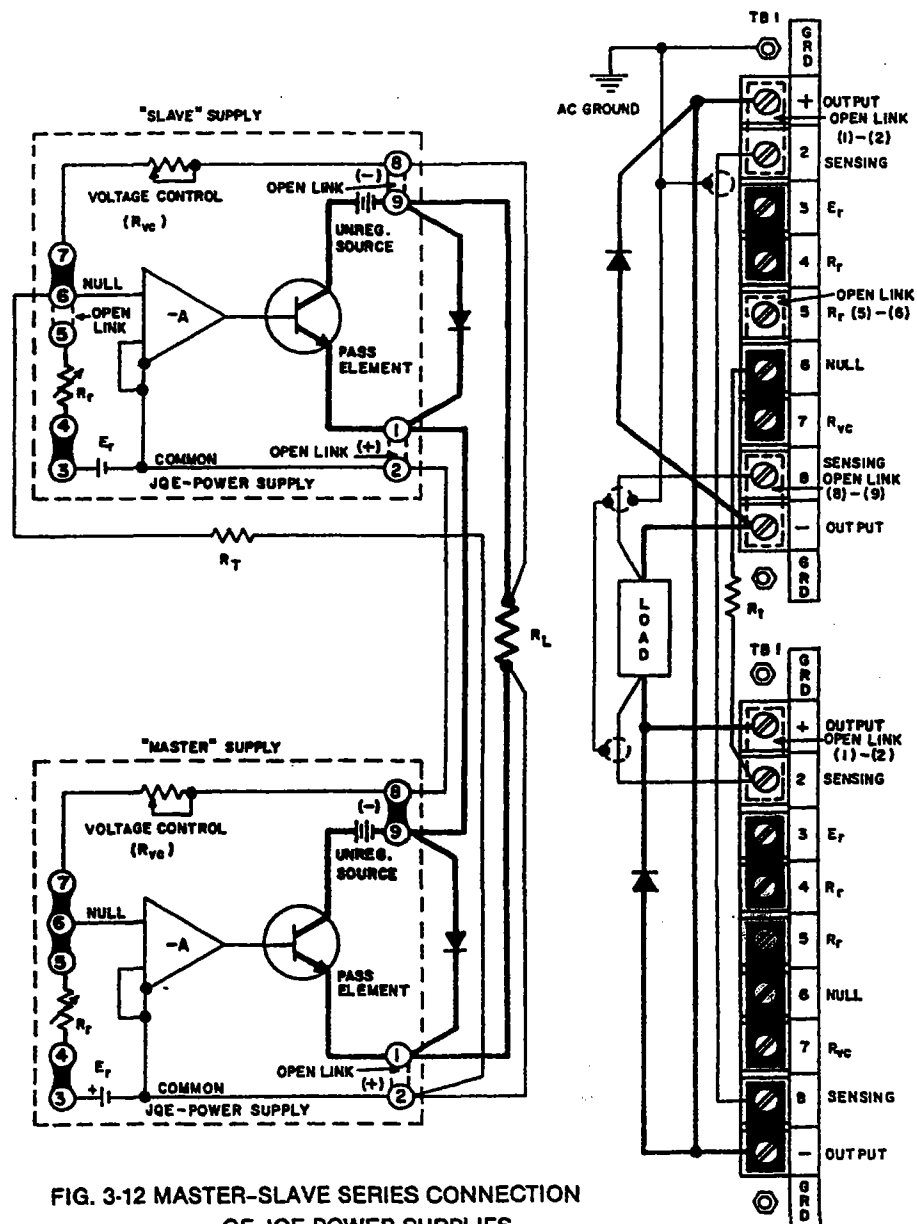 "SLAVE" SUPPLY
8
(-)
OPEN LINK
9
VOLTAGE CONTROL
(Rvc)
UNREG.
SOURCE
7
NULL
6
OPEN
LINK
5
-A
PASS
ELEMENT
Rr
4
Er
1
OPEN LINK (+)
3
COMMON
2
JQE-POWER SUPPLY
RT
RL
"MASTER" SUPPLY
8
(-)
9
VOLTAGE CONTROL
(Rvc)
UNREG.
SOURCE
7
NULL
6
5
-A
PASS
ELEMENT
Rr
4
Er
+
1
OPEN LINK
(+)
3
COMMON
2
JQE-POWER SUPPLY
TB1
GRD
AC GROUND
+ OUTPUT
OPEN LINK
(1)-(2)
2 SENSING
3 Er
4 Rr
OPEN LINK
5 Rr (5)-(6)
6 NULL
7 Rvc
8 SENSING
OPEN LINK
(8)-(9)
- OUTPUT
GRD
LOAD
Rt
TB1
GRD
+ OUTPUT
OPEN LINK
(1)-(2)
2 SENSING
3 Er
4 Rr
5 Rr
6 NULL
7 Rvc
8 SENSING
- OUTPUT
GRD
FIG. 3-12 MASTER-SLAVE SERIES CONNECTION
OF JQE POWER SUPPLIES